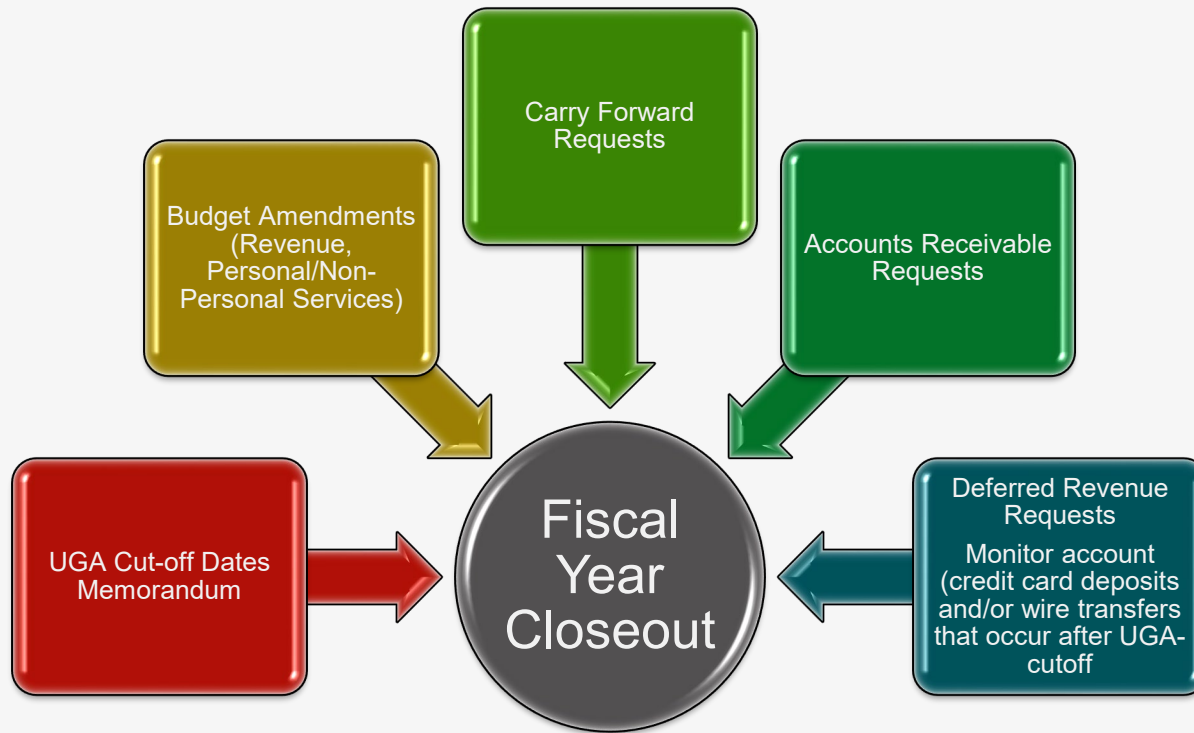 Carry Forward
Requests
Budget Amendments
(Revenue,
Personal/Non-
Personal Services)
Accounts Receivable
Requests
UGA Cut-off Dates
Memorandum
Fiscal
Year
Closeout
Deferred Revenue
Requests
Monitor account
(credit card deposits
and/or wire transfers
that occur after UGA-
cutoff